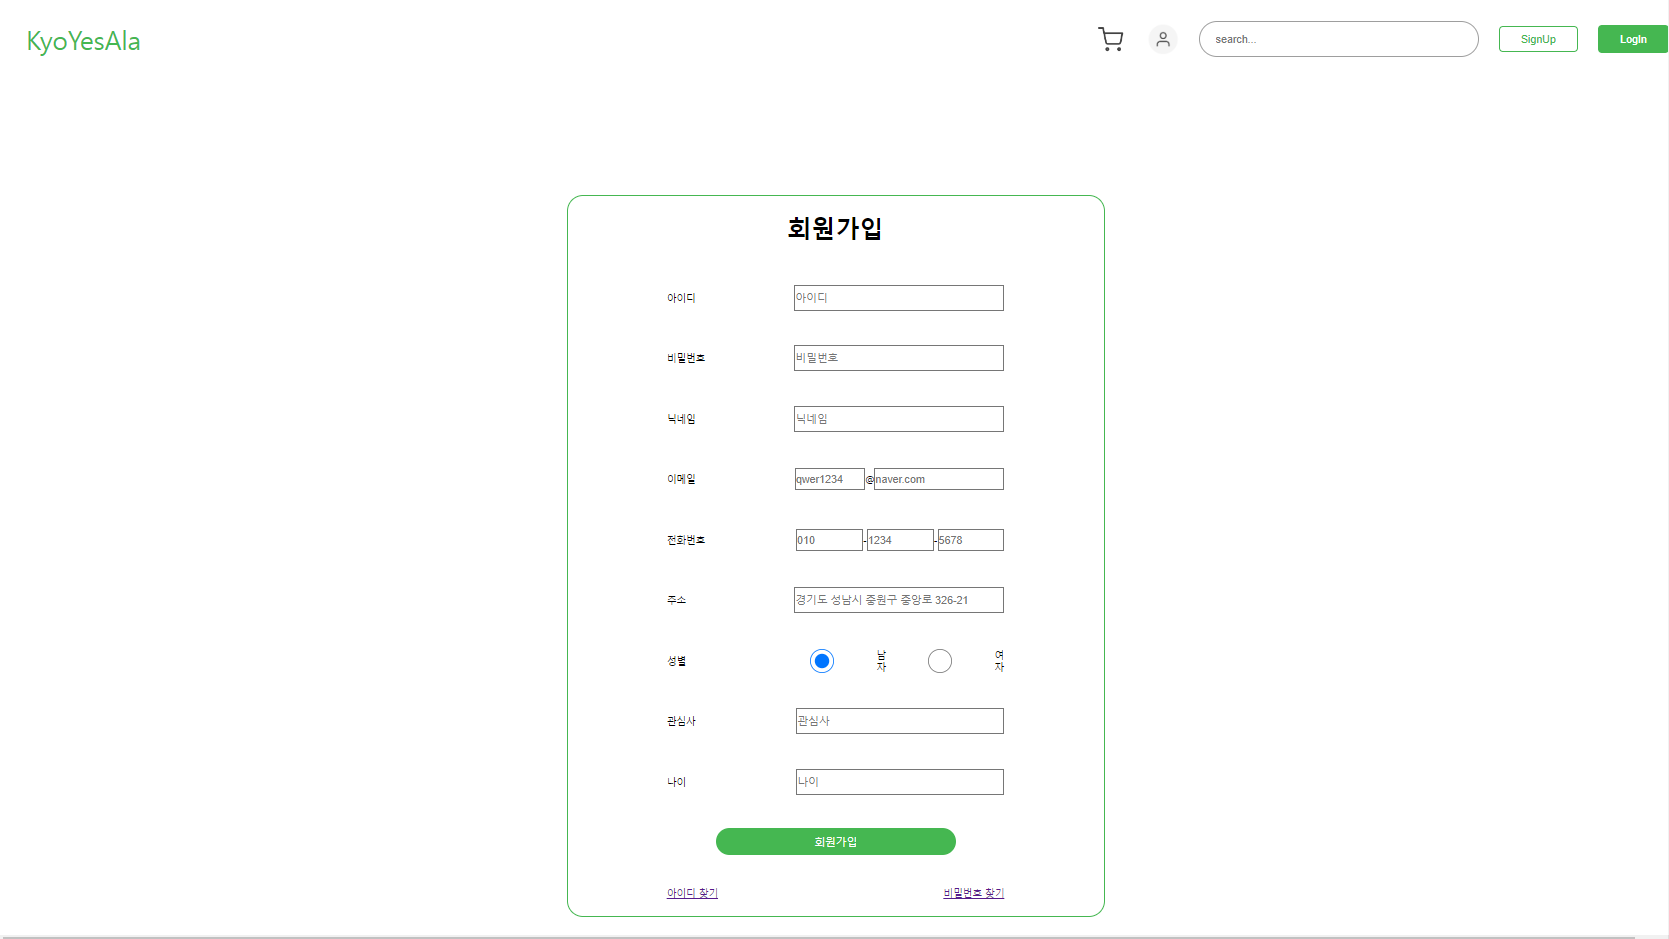 KyoYesAla
search...
SignUp
LogIn
회원가입
아이디
아이디
비밀번호
비밀번호
닉네임
닉네임
이메일
qwer1234
@
naver.com
전화번호
010
-
1234
-
5678
주소
경기도 성남시 중원구 중앙로 326-21
성별
남
자
여
자
관심사
관심사
나이
나이
회원가입
아이디 찾기
비밀번호 찾기